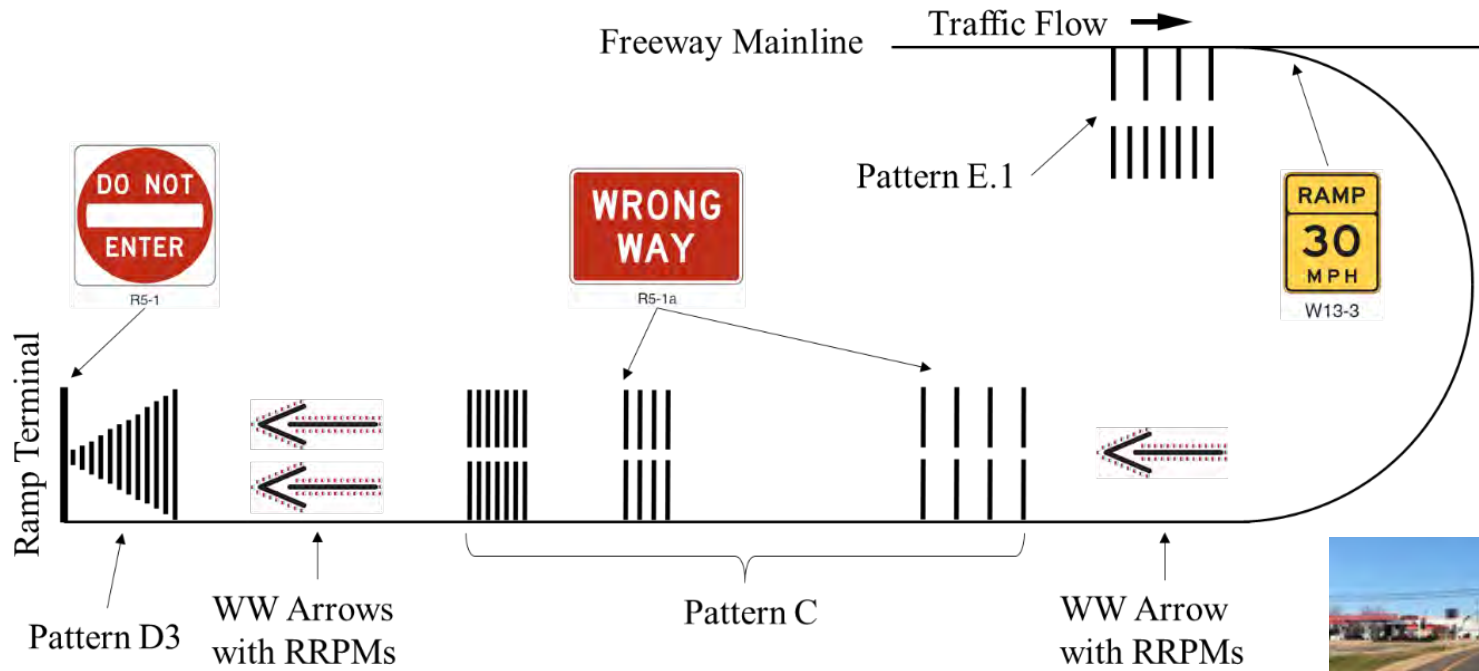 Traffic Flow
Freeway Mainline
DO NOT
ENTER
R5-1
WRONG
WAY
R5-1a
Pattern E.1
RAMP
30
MPH
W13-3
Ramp Terminal
Pattern D3
WW Arrows
with RRPMs
Pattern C
WW Arrow
with RRPMs